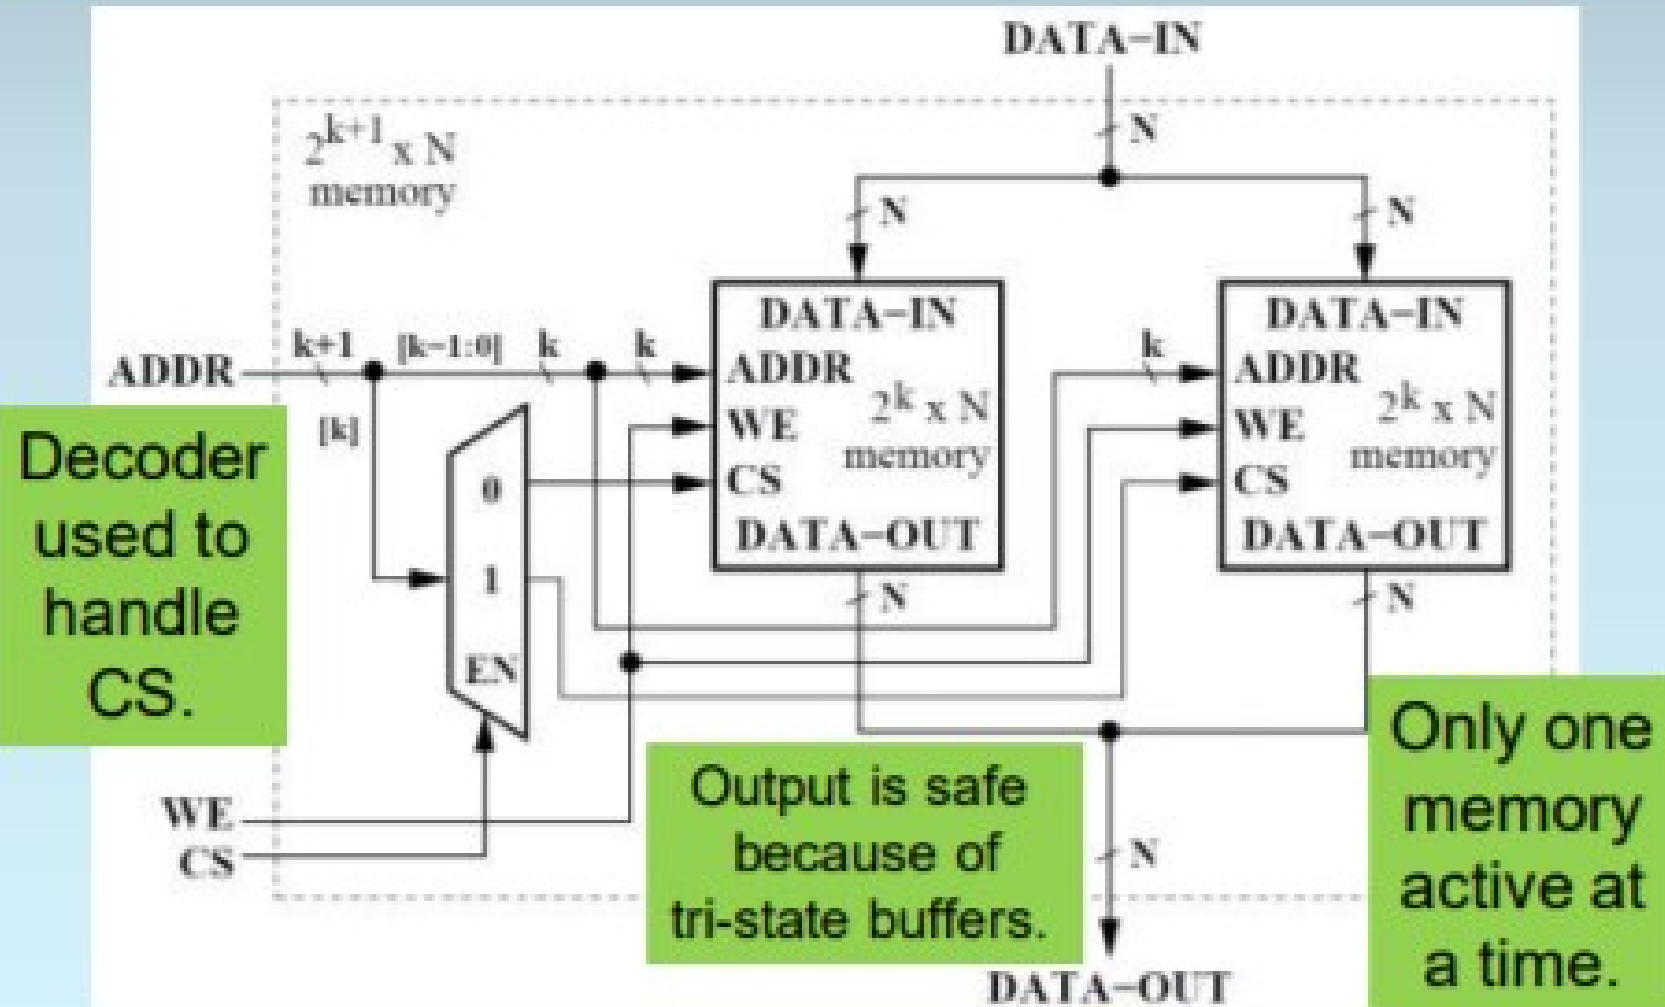 DATA-IN
N
2^{k+1} x N
memory
N
N
DATA-IN
DATA-IN
k+1
[k-1:0]
k
k
k
ADDR
ADDR
ADDR
2^k x N
2^k x N
[k]
WE
WE
memory
memory
0
CS
CS
DATA-OUT
DATA-OUT
1
N
N
EN
Decoder
used to
handle
CS.
WE
CS
Output is safe
because of
tri-state buffers.
N
Only one
memory
active at
a time.
DATA-OUT